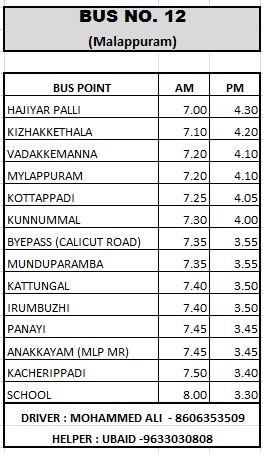 BUS NO. 12
(Malappuram)
BUS POINT AM PM
HAJIYAR PALLI 7.00 4.30
KIZHAKKETHALA 7.10 4.20
VADAKKEMANNA 7.20 4.10
MYLAPPURAM 7.20 4.10
KOTTAPPADI 7.25 4.05
KUNNUMMAL 7.30 4.00
BYEPASS (CALICUT ROAD) 7.35 3.55
MUNDUPARAMBA 7.35 3.55
KATTUNGAL 7.40 3.50
IRUMBUZHI 7.40 3.50
PANAYI 7.45 3.45
ANAKKAYAM (MLP MR) 7.45 3.45
KACHERIPPADI 7.50 3.40
SCHOOL 8.00 3.30
DRIVER : MOHAMMED ALI - 8606353509
HELPER : UBAID -9633030808